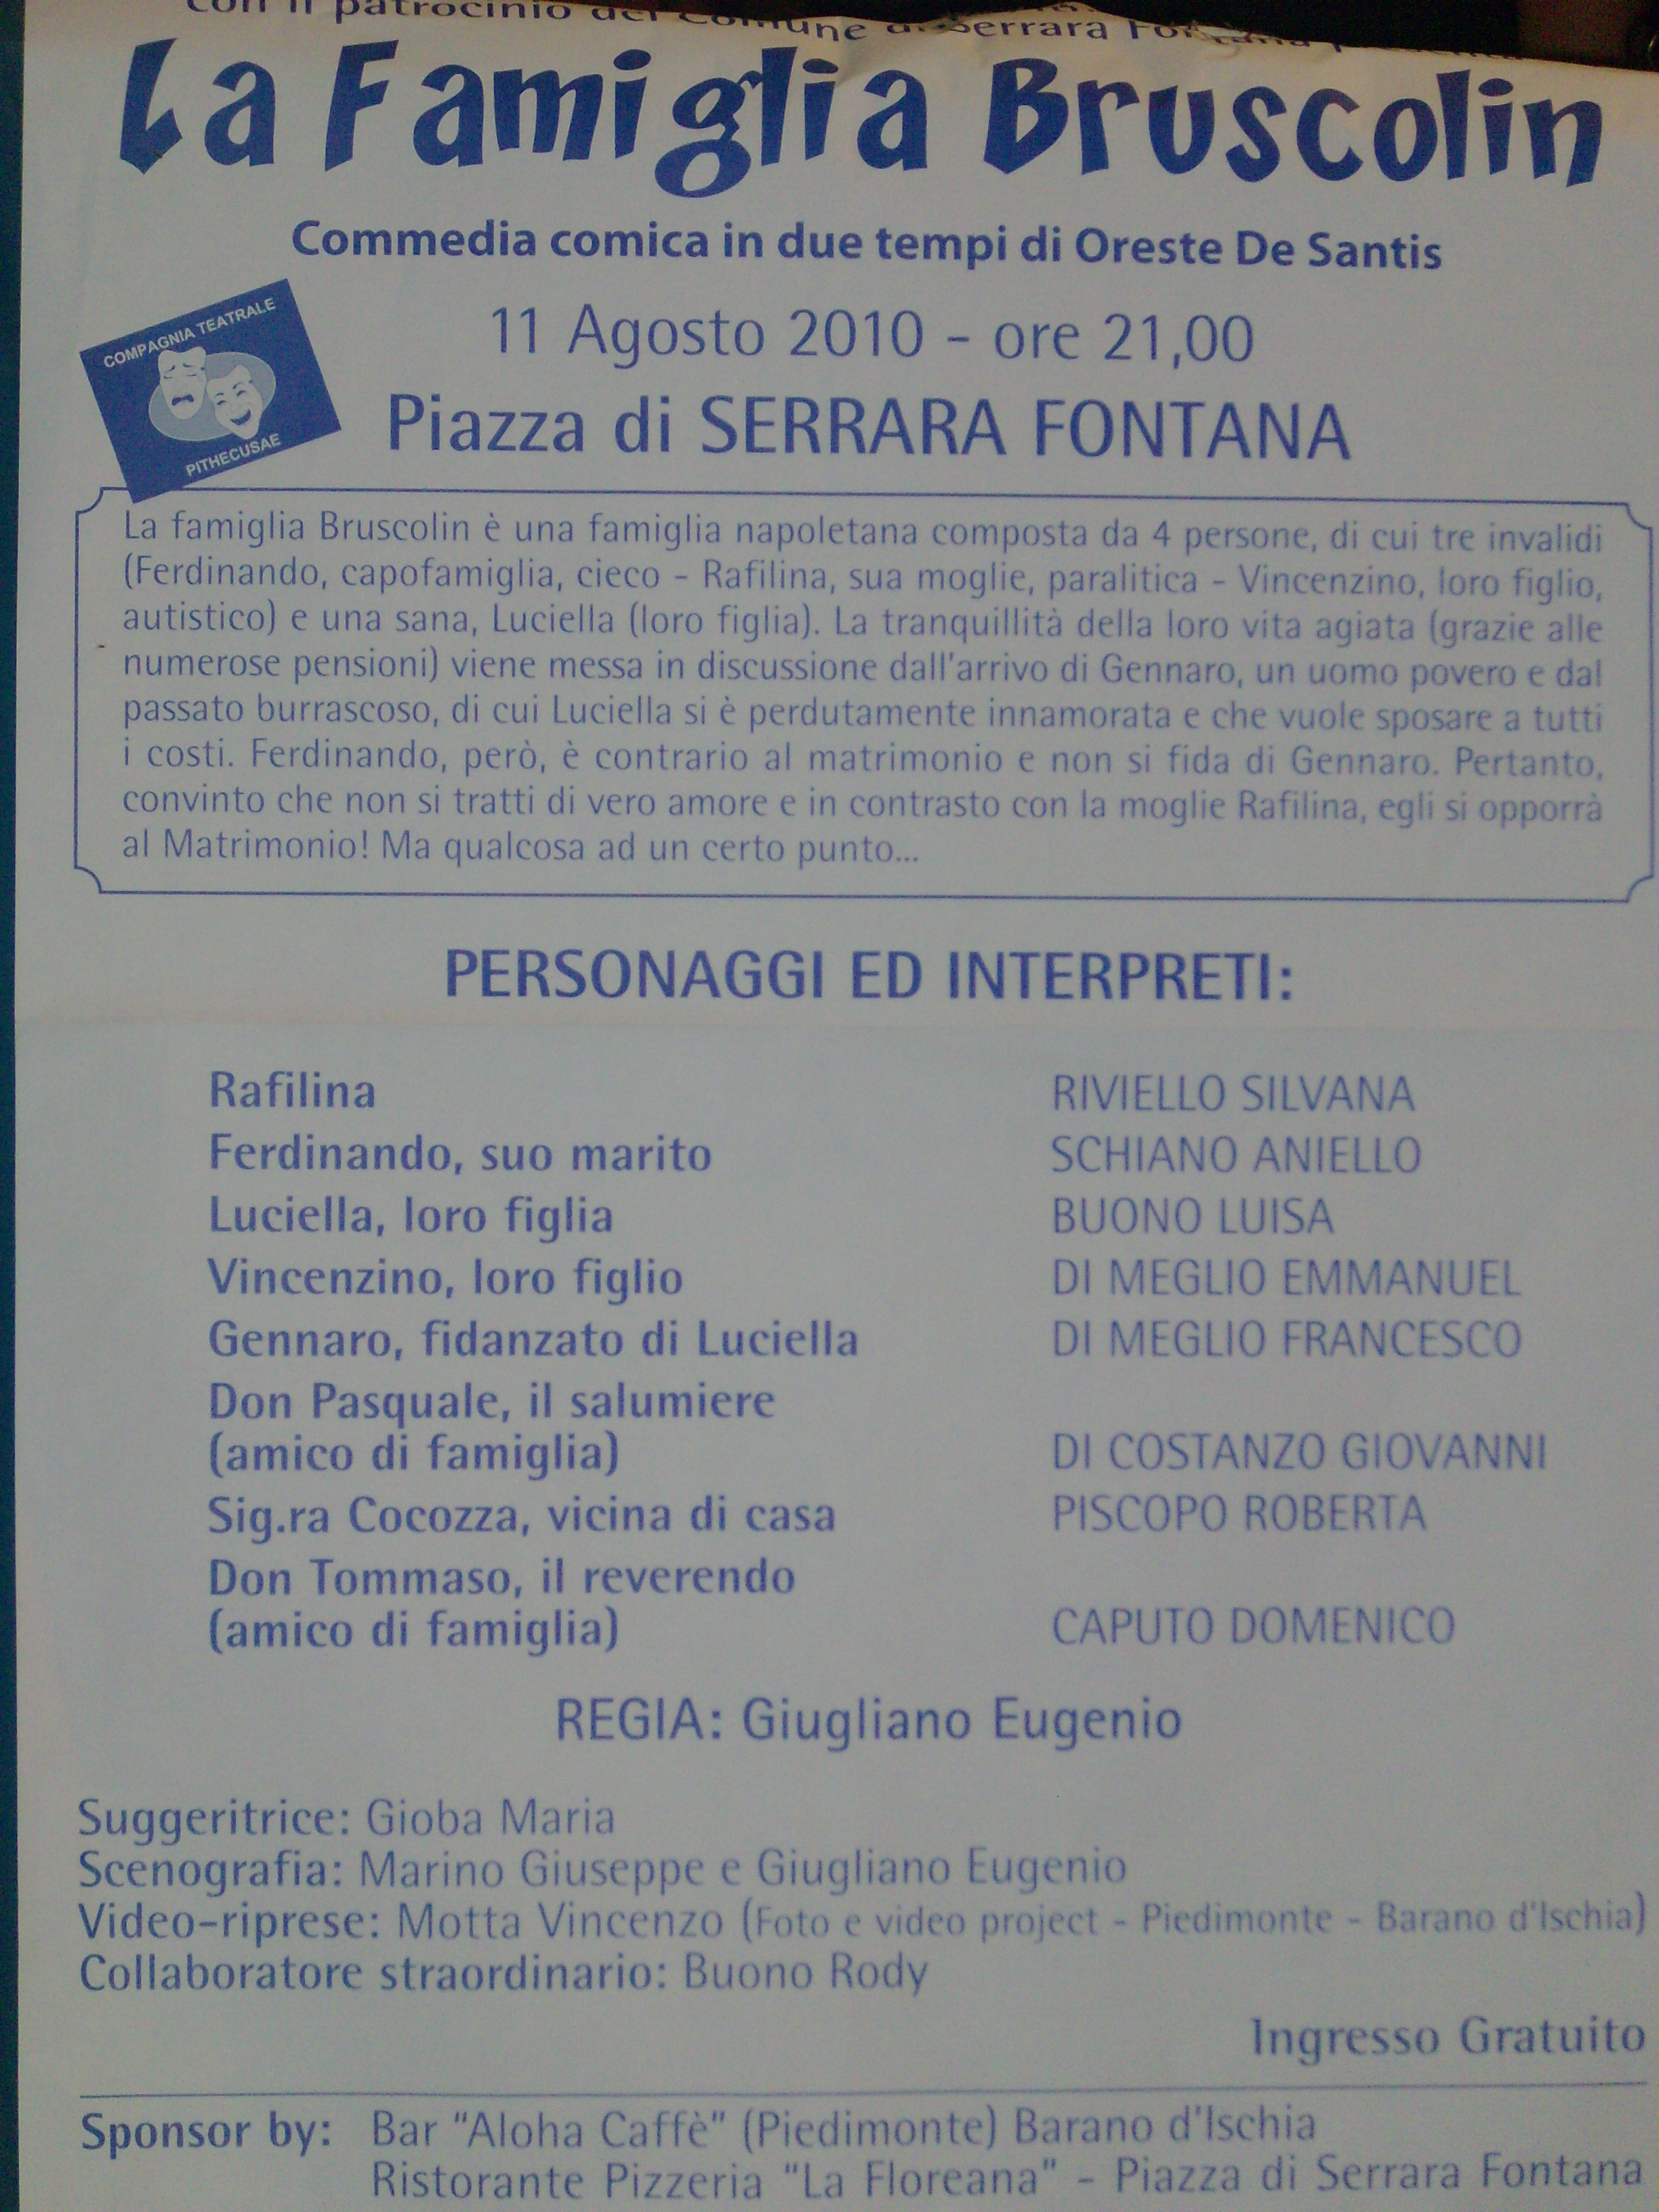 con il patrocinio del Comune di Serrara Fontana
La Famiglia Bruscolin
Commedia comica in due tempi di Oreste De Santis
11 Agosto 2010 - ore 21,00
Piazza di SERRARA FONTANA
COMPAGNIA TEATRALE
PITHECUSAE
La famiglia Bruscolin è una famiglia napoletana composta da 4 persone, di cui tre invalidi
(Ferdinando, capofamiglia, cieco - Rafilina, sua moglie, paralitica - Vincenzino, loro figlio,
autistico) e una sana, Luciella (loro figlia). La tranquillità della loro vita agiata (grazie alle
numerose pensioni) viene messa in discussione dall'arrivo di Gennaro, un uomo povero e dal
passato burrascoso, di cui Luciella si è perdutamente innamorata e che vuole sposare a tutti
i costi. Ferdinando, però, è contrario al matrimonio e non si fida di Gennaro. Pertanto,
convinto che non si tratti di vero amore e in contrasto con la moglie Rafilina, egli si opporrà
al Matrimonio! Ma qualcosa ad un certo punto...
PERSONAGGI ED INTERPRETI:
Rafilina RIVIELLO SILVANA
Ferdinando, suo marito SCHIANO ANIELLO
Luciella, loro figlia BUONO LUISA
Vincenzino, loro figlio DI MEGLIO EMMANUEL
Gennaro, fidanzato di Luciella DI MEGLIO FRANCESCO
Don Pasquale, il salumiere
(amico di famiglia) DI COSTANZO GIOVANNI
Sig.ra Cocozza, vicina di casa PISCOPO ROBERTA
Don Tommaso, il reverendo
(amico di famiglia) CAPUTO DOMENICO
REGIA: Giugliano Eugenio
Suggeritrice: Gioba Maria
Scenografia: Marino Giuseppe e Giugliano Eugenio
Video-riprese: Motta Vincenzo (Foto e video project - Piedimonte - Barano d'Ischia)
Collaboratore straordinario: Buono Rody
Ingresso Gratuito
Sponsor by: Bar "Aloha Caffè" (Piedimonte) Barano d'Ischia
Ristorante Pizzeria "La Floreana" - Piazza di Serrara Fontana